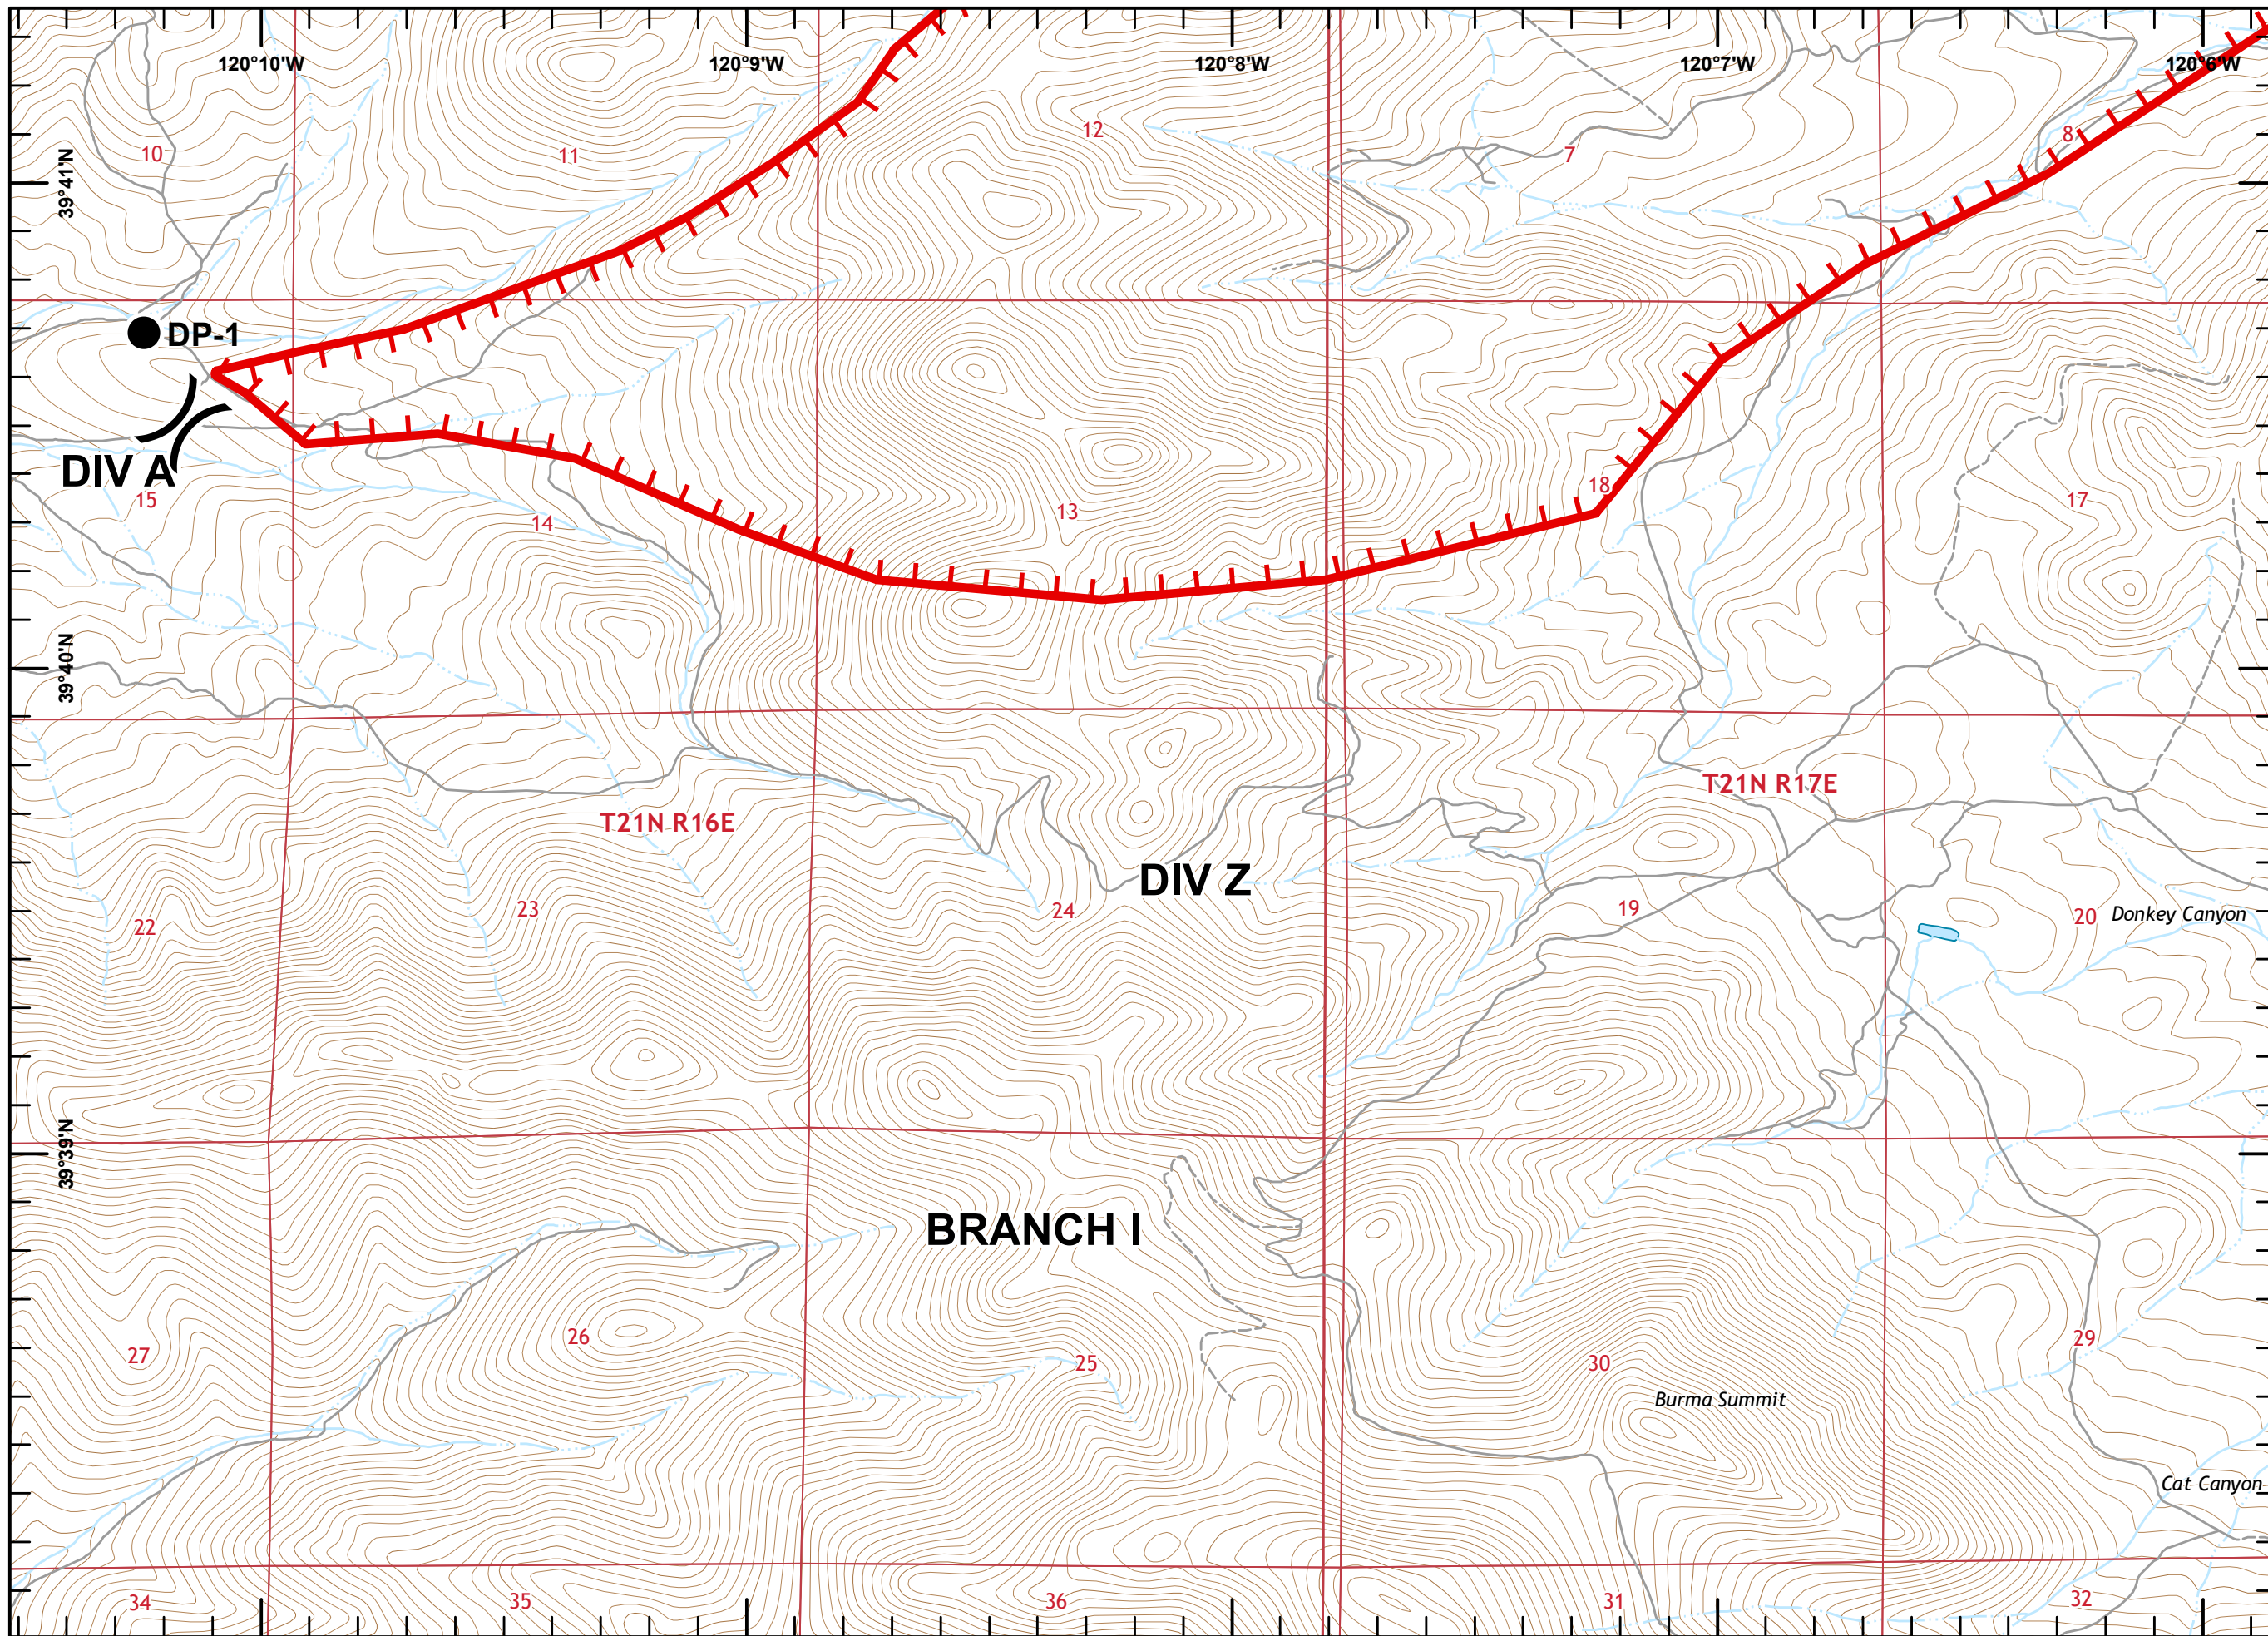 120°10'W
120°9'W
120°8'W
120°7'W
120°6'W
12
8
10
11
7
39°41'N
DP-1
DIV A
15
18
17
13
14
39°40'N
T21N R17E
T21N R16E
DIV Z
23
24
19
20
Donkey Canyon
22
39°39'N
BRANCH I
26
29
27
25
30
Burma Summit
Cat Canyon
34
35
36
31
32